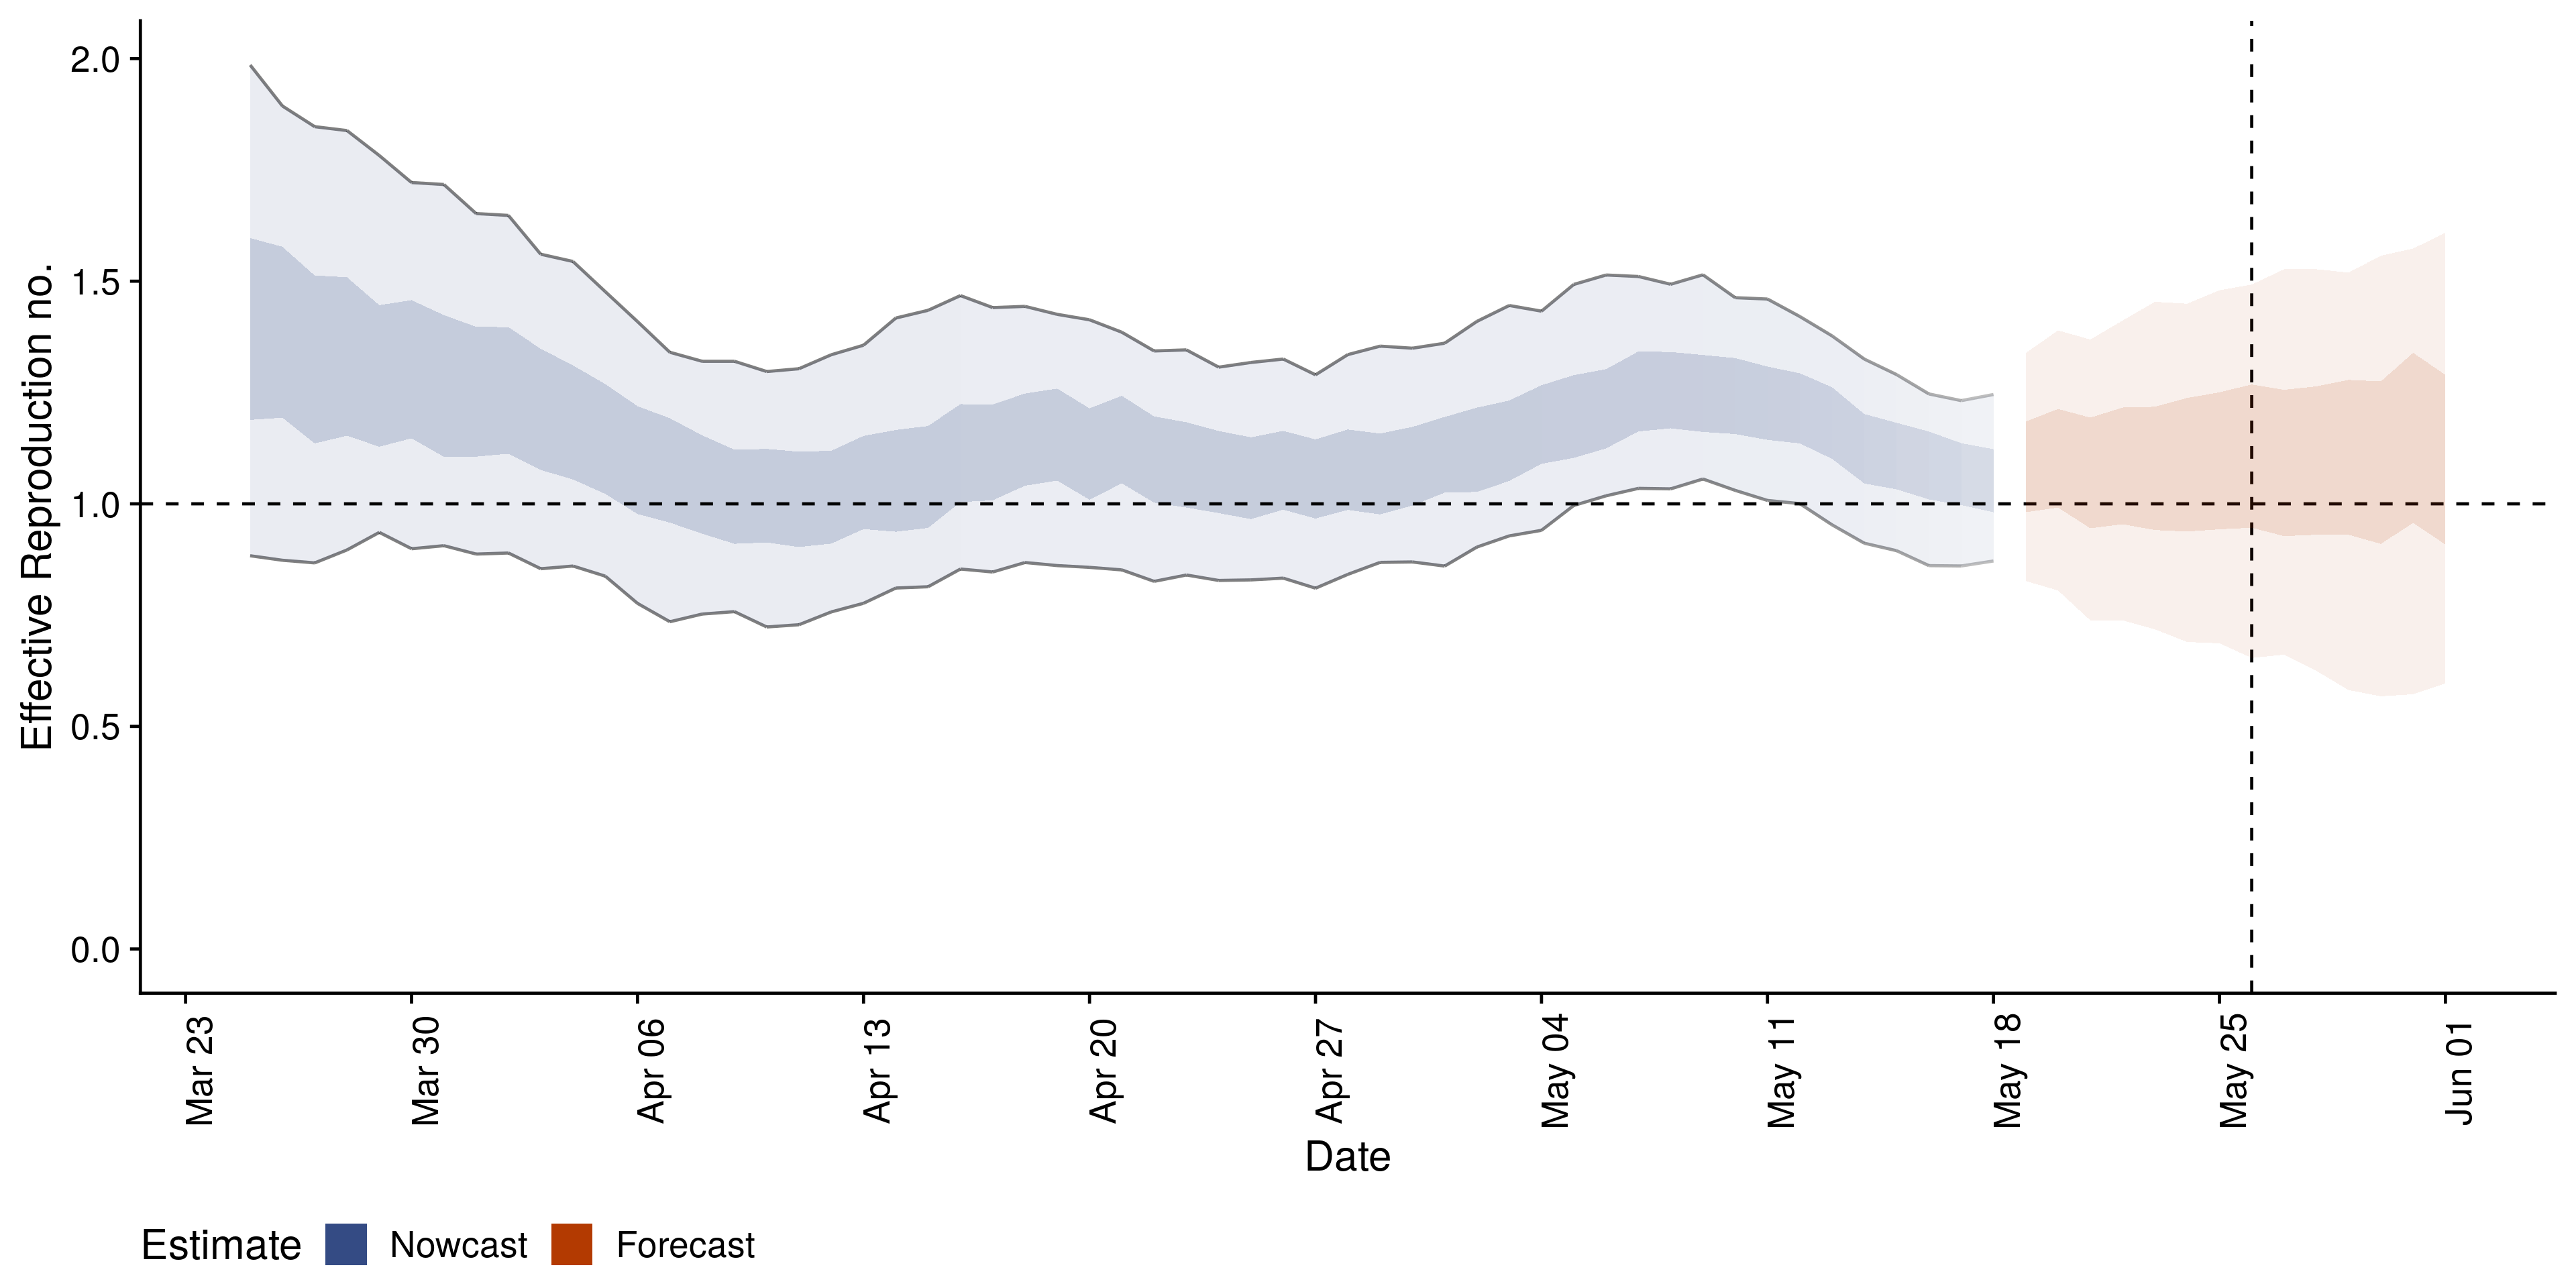 Effective Reproduction no.
2.0
1.5
1.0
0.5
0.0
Mar 23
Mar 30
Apr 06
Apr 13
Apr 20
Apr 27
May 04
May 11
May 18
May 25
Jun 01
Date
Estimate Nowcast Forecast